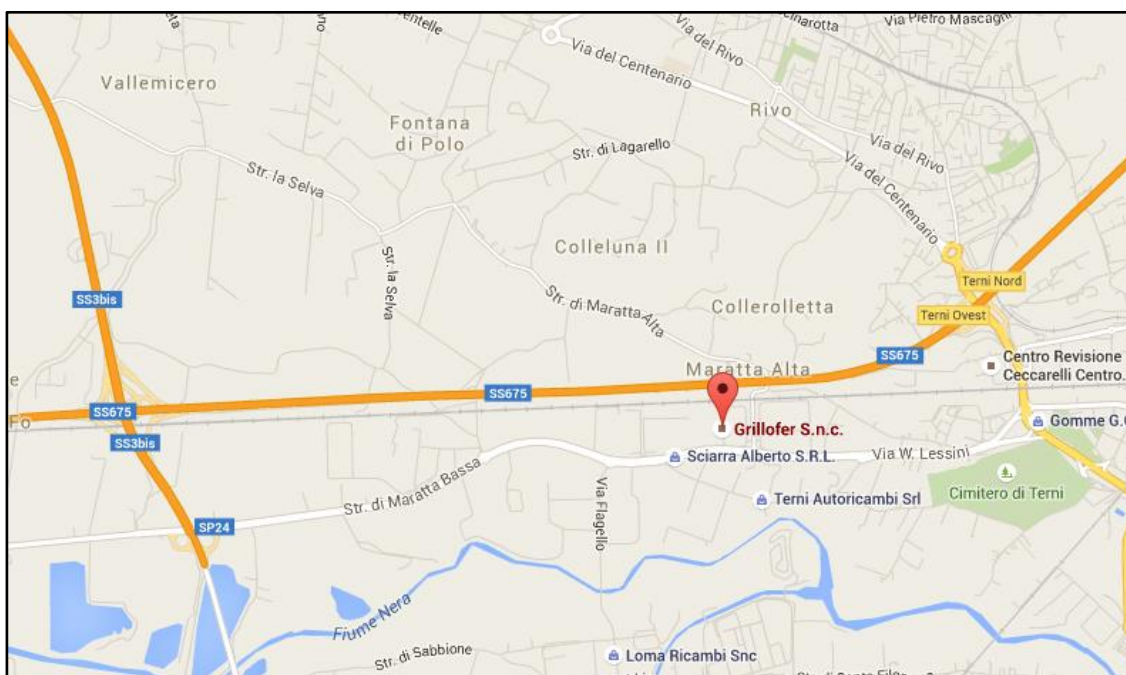 Via Pietro Mascagni
Via del Rivo
Via del Centenario
Vallemicero
Rivo
Fontana
di Polo
Str. di Lagarello
Via del Rivo
Str. la Selva
Via del Centenario
Colleluna II
Str. la Selva
Terni Nord
SS3bis
Str. di Maratta Alta
Collerolletta
Terni Ovest
SS675
Centro Revisione
Ceccarelli Centro.
Maratta Alta
SS675
SS675
Grillofer S.n.c.
Gomme G.
SS3bis
Sciarra Alberto S.R.L.
Via W. Lessini
Str. di Maratta Bassa
Via Flagello
Cimitero di Terni
Terni Autoricambi Srl
SP24
Fiume Nera
Str. di Sabbione
Loma Ricambi Snc